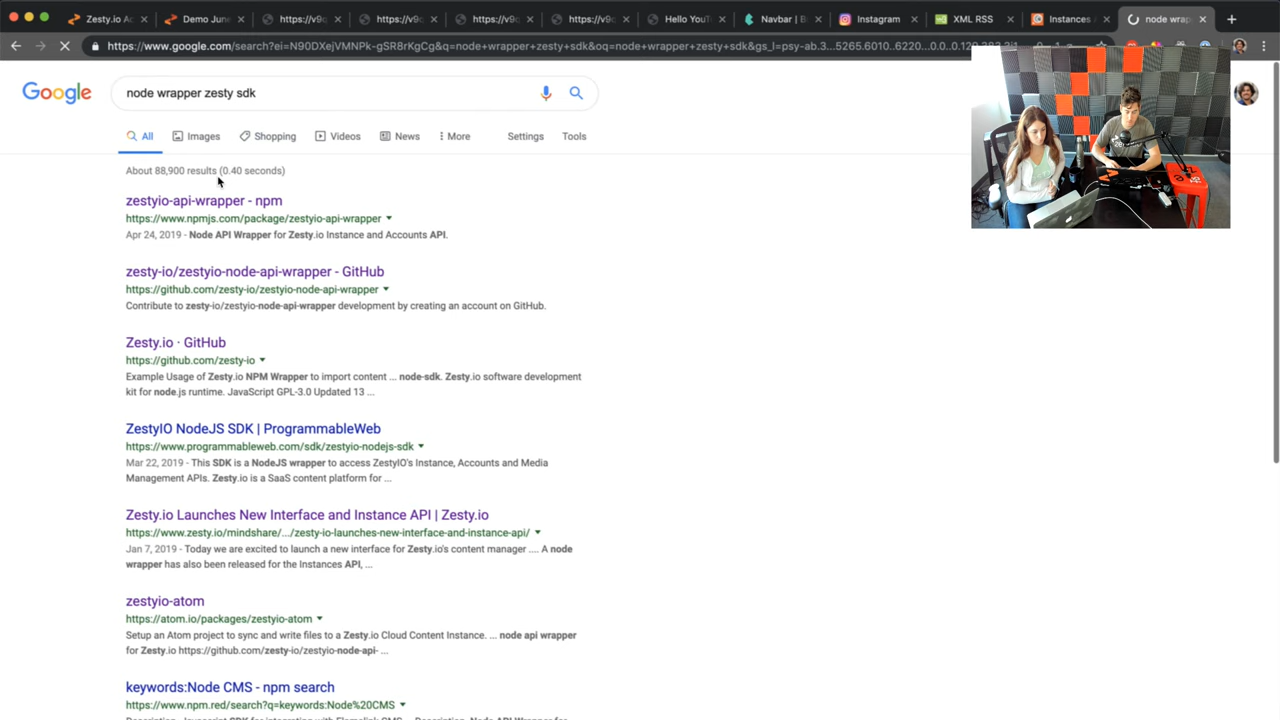 Zesty.io Ac
Demo June
https://v9c
https://v9c
https://v9c
https://v9c
Hello YouT
Navbar | B
Instagram
XML RSS
Instances A
node wrap
https://www.google.com/search?ei=N90DXejVMNPk-gSR8rKgCg&q=node+wrapper+zesty+sdk&oq=node+wrapper+zesty+sdk&gs_l=psy-ab.3...5265.6010..6220...0.0..0.120.283.2j1
Google
node wrapper zesty sdk
All Images Shopping Videos News More Settings Tools
About 88,900 results (0.40 seconds)
zestyio-api-wrapper - npm
https://www.npmjs.com/package/zestyio-api-wrapper
Apr 24, 2019 - Node API Wrapper for Zesty.io Instance and Accounts API.
zesty-io/zestyio-node-api-wrapper - GitHub
https://github.com/zesty-io/zestyio-node-api-wrapper
Contribute to zesty-io/zestyio-node-api-wrapper development by creating an account on GitHub.
Zesty.io · GitHub
https://github.com/zesty-io
Example Usage of Zesty.io NPM Wrapper to import content ... node-sdk. Zesty.io software development
kit for node.js runtime. JavaScript GPL-3.0 Updated 13 ...
ZestyIO NodeJS SDK | ProgrammableWeb
https://www.programmableweb.com/sdk/zestyio-nodejs-sdk
Mar 22, 2019 - This SDK is a NodeJS wrapper to access ZestyIO's Instance, Accounts and Media
Management APIs. Zesty.io is a SaaS content platform for ...
Zesty.io Launches New Interface and Instance API | Zesty.io
https://www.zesty.io/mindshare/.../zesty-io-launches-new-interface-and-instance-api/
Jan 7, 2019 - Today we are excited to launch a new interface for Zesty.io's content manager .... A node
wrapper has also been released for the Instances API, ...
zestyio-atom
https://atom.io/packages/zestyio-atom
Setup an Atom project to sync and write files to a Zesty.io Cloud Content Instance. ... node api wrapper
for Zesty.io https://github.com/zesty-io/zestyio-node-api- ...
keywords:Node CMS - npm search
https://www.npm.red/search?q=keywords:Node%20CMS